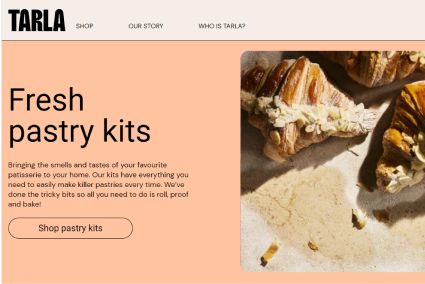 TARLA
SHOP
OUR STORY
WHO IS TARLA?
Fresh
pastry kits
Bringing the smells and tastes of your favourite
patisserie to your home. Our kits have everything you
need to easily make killer pastries every time. We've
done the tricky bits so all you need to do is roll, proof
and bake!
Shop pastry kits